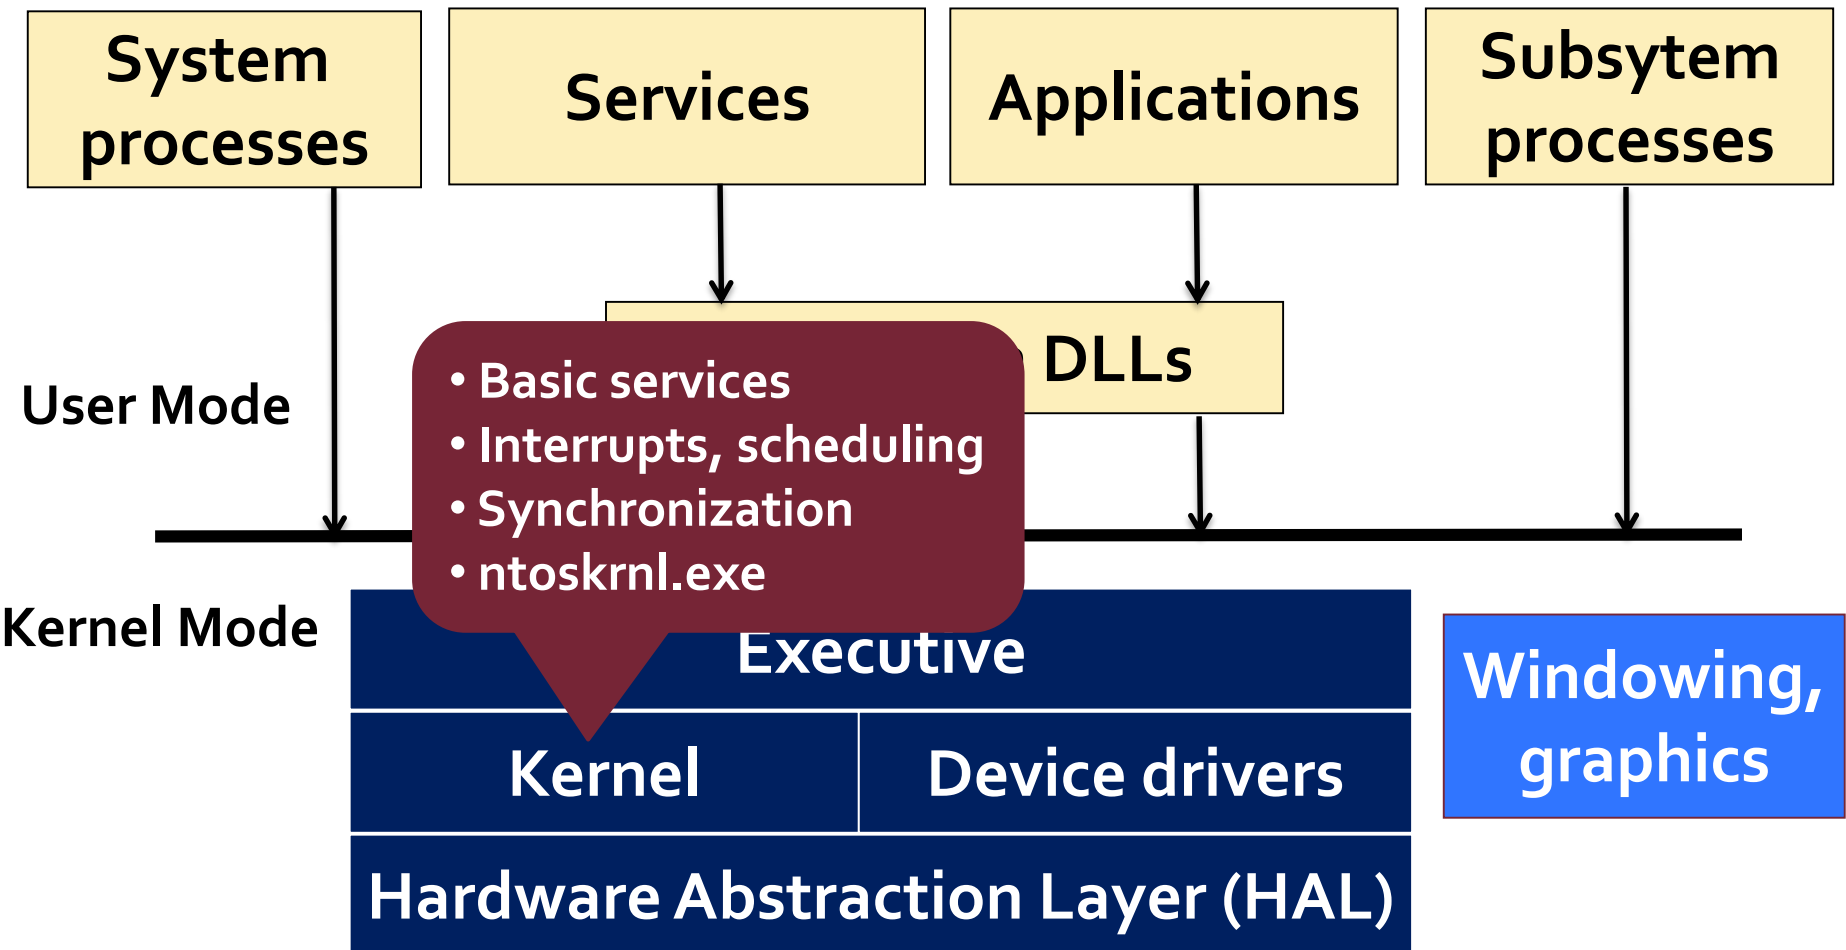 System
processes
Services
Applications
Subsytem
processes
DLLs
• Basic services
• Interrupts, scheduling
• Synchronization
• ntoskrnl.exe
User Mode
Kernel Mode
Executive
Windowing,
graphics
Kernel
Device drivers
Hardware Abstraction Layer (HAL)